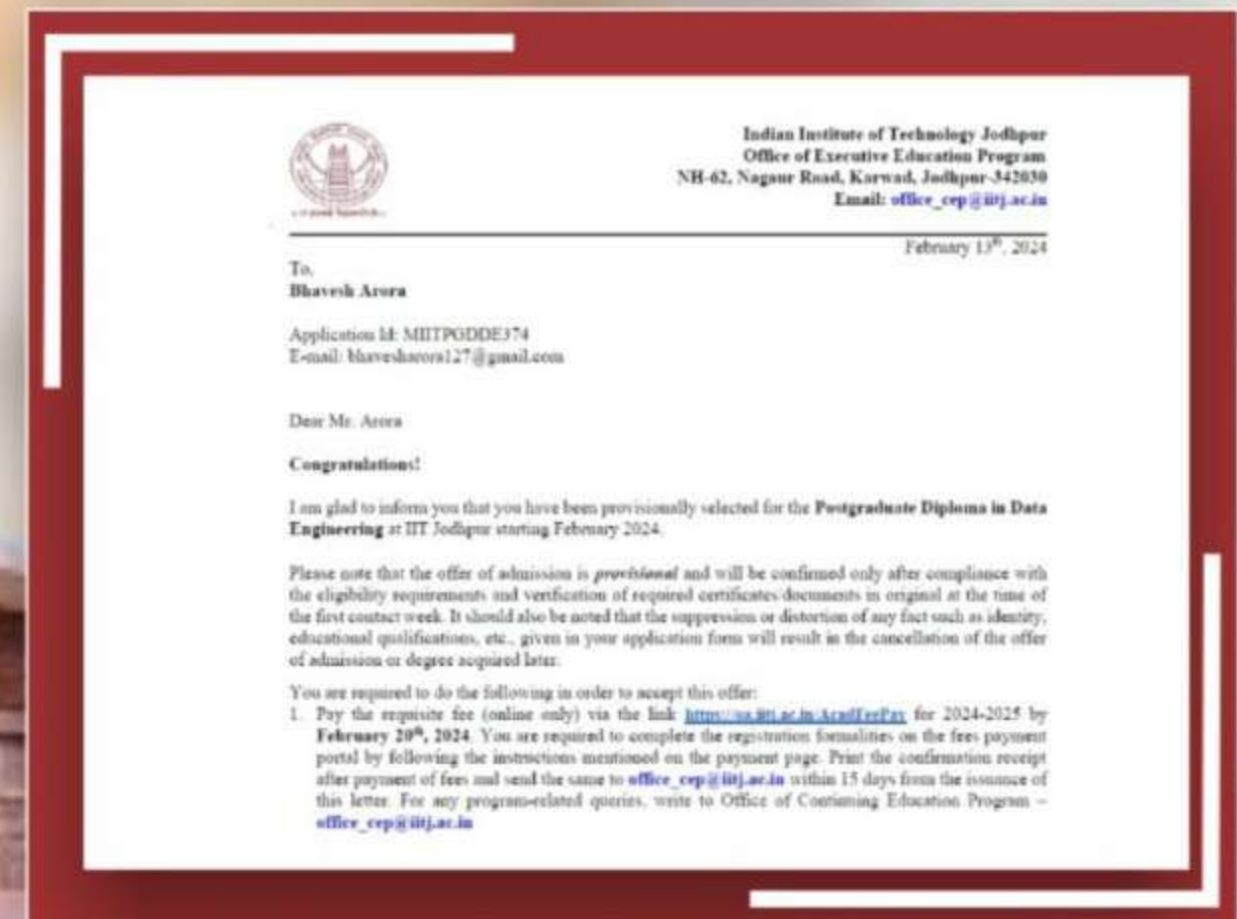 Indian Institute of Technology Jodhpur
Office of Executive Education Program
NH-62, Nagaur Road, Karwad, Jodhpur-342030
Email: office_cep@iitj.ac.in
February 13th, 2024
To,
Bhavesh Arora
Application Id: MIITPGDDE374
E-mail: bhavesharora127@gmail.com
Dear Mr. Arora
Congratulations!
I am glad to inform you that you have been provisionally selected for the Postgraduate Diploma in Data
Engineering at IIT Jodhpur starting February 2024.
Please note that the offer of admission is provisional and will be confirmed only after compliance with
the eligibility requirements and verification of required certificates/documents in original at the time of
the first contact week. It should also be noted that the suppression or distortion of any fact such as identity,
educational qualifications, etc., given in your application form will result in the cancellation of the offer
of admission or degree acquired later.
You are required to do the following in order to accept this offer:
1. Pay the requisite fee (online only) via the link https://oa.iitj.ac.in/AcadFeePay for 2024-2025 by
February 20th, 2024. You are required to complete the registration formalities on the fees payment
portal by following the instructions mentioned on the payment page. Print the confirmation receipt
after payment of fees and send the same to office_cep@iitj.ac.in within 15 days from the issuance of
this letter. For any program-related queries, write to Office of Continuing Education Program –
office_cep@iitj.ac.in